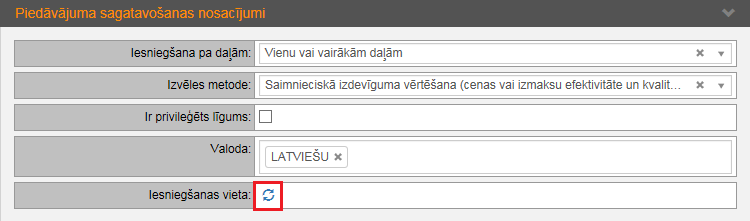 Piedāvājuma sagatavošanas nosacījumi
Iesniegšana pa daļām: Vienu vai vairākām daļām
Izvēles metode: Saimnieciskā izdevīguma vērtēšana (cenas vai izmaksu efektivitāte un kvalit...
Ir privileģēts līgums:
Valoda: LATVIEŠU
Iesniegšanas vieta: